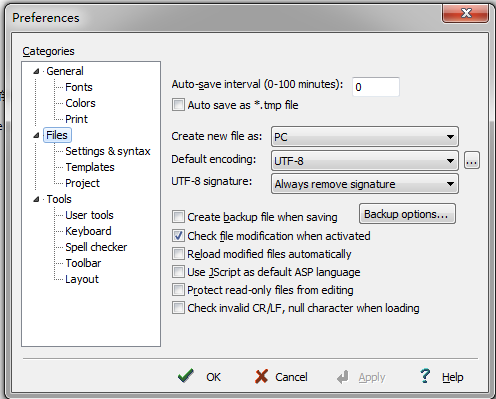 Preferences
Categories
General
Fonts
Colors
Print
Files
Settings & syntax
Templates
Project
Tools
User tools
Keyboard
Spell checker
Toolbar
Layout
Auto-save interval (0-100 minutes): 0
Auto save as *.tmp file
Create new file as: PC
Default encoding: UTF-8 ...
UTF-8 signature: Always remove signature
Create backup file when saving Backup options...
Check file modification when activated
Reload modified files automatically
Use JScript as default ASP language
Protect read-only files from editing
Check invalid CR/LF, null character when loading
OK Cancel Apply ? Help